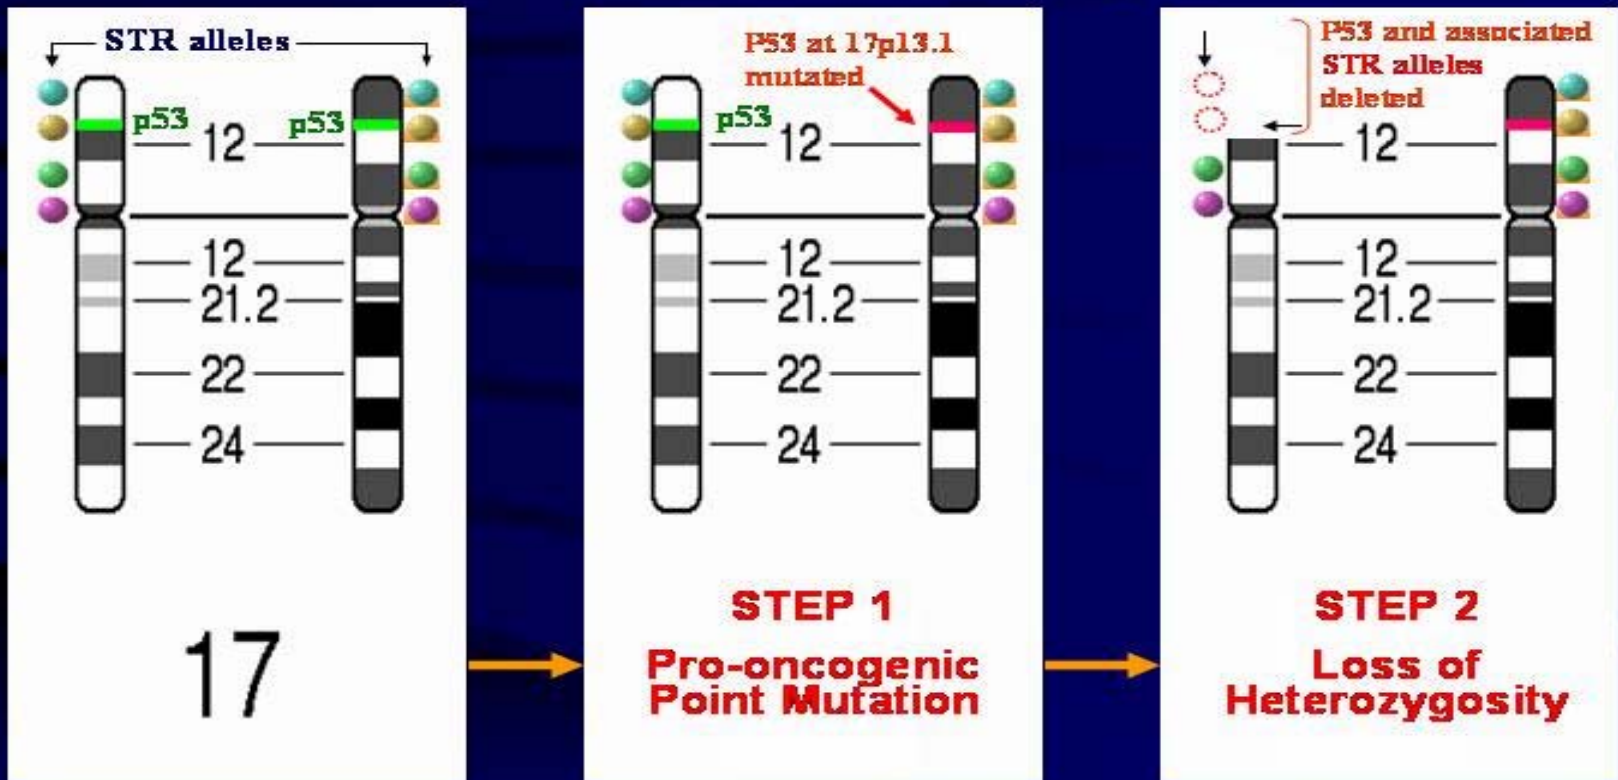 STR alleles
p53
p53
12
12
21.2
22
24
17
P53 at 17p13.1
mutated
p53
12
12
21.2
22
24
STEP 1
Pro-oncogenic
Point Mutation
P53 and associated
STR alleles
deleted
12
12
21.2
22
24
STEP 2
Loss of
Heterozygosity